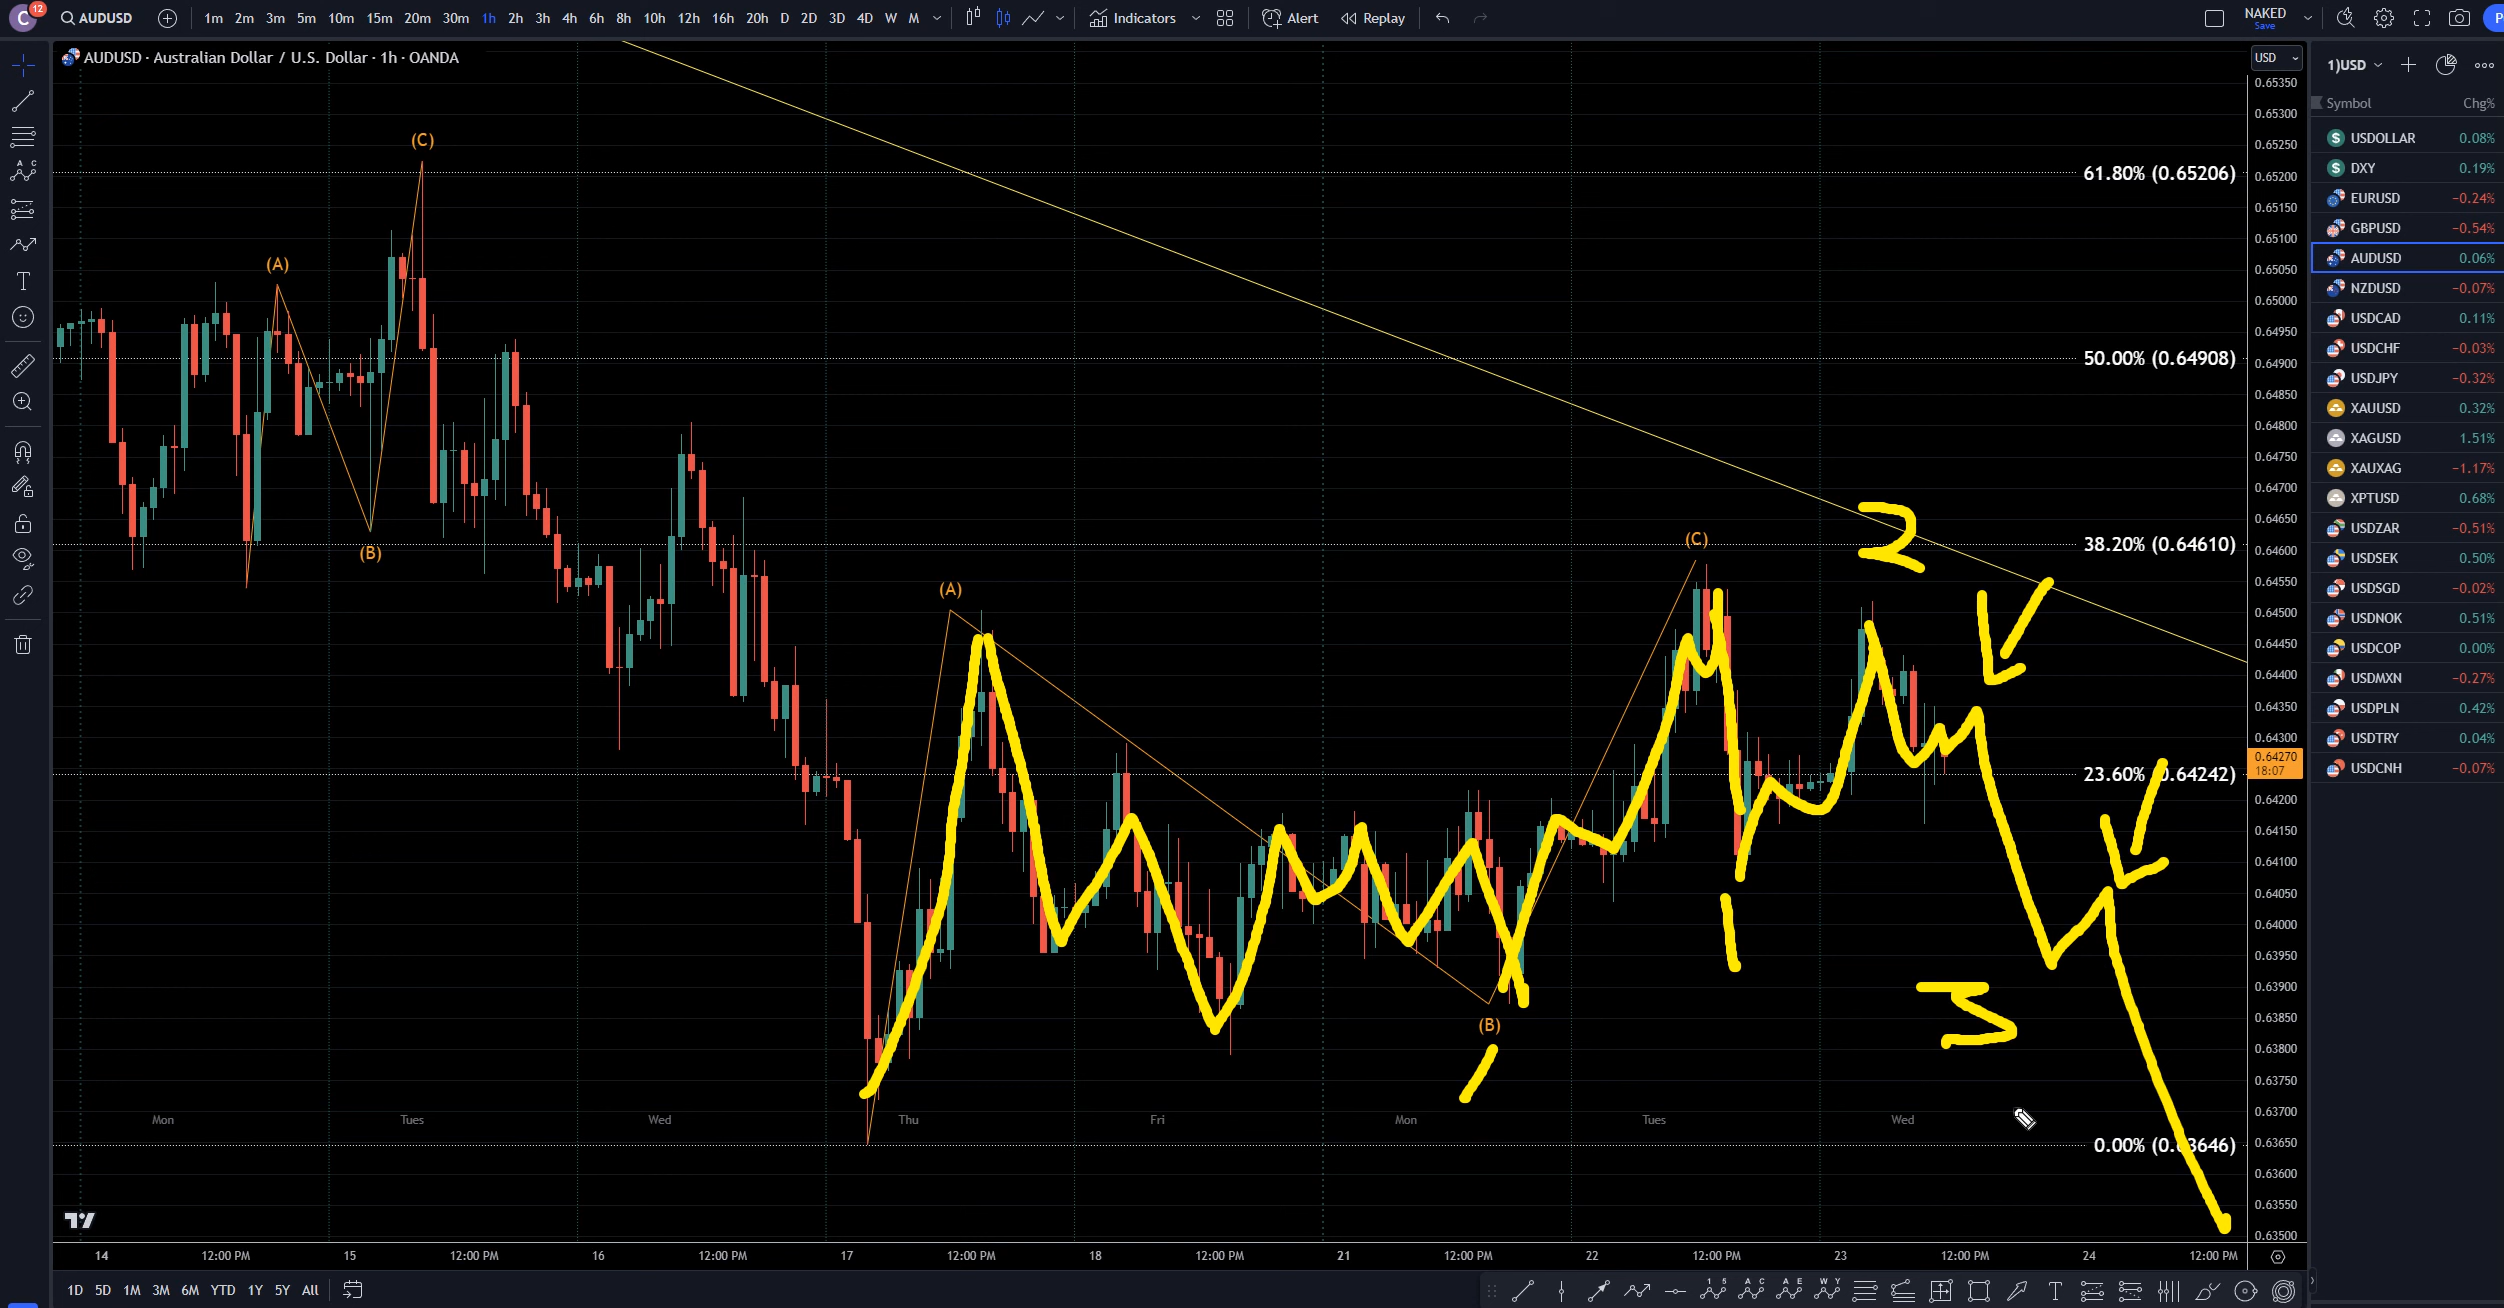 C 12 AUDUSD 1m 2m 3m 5m 10m 15m 20m 30m 1h 2h 3h 4h 6h 8h 10h 12h 16h 20h D 2D 3D 4D W M Indicators Alert Replay NAKED Save P
AUDUSD · Australian Dollar / U.S. Dollar · 1h · OANDA
USD
1)USD
Symbol Chg%
USDOLLAR 0.08%
DXY 0.19%
EURUSD −0.24%
GBPUSD −0.54%
AUDUSD 0.06%
NZDUSD −0.07%
USDCAD 0.11%
USDCHF −0.03%
USDJPY −0.32%
XAUUSD 0.32%
XAGUSD 1.51%
XAUXAG −1.17%
XPTUSD 0.68%
USDZAR −0.51%
USDSEK 0.50%
USDSGD −0.02%
USDNOK 0.51%
USDCOP 0.00%
USDMXN −0.27%
USDPLN 0.42%
USDTRY 0.04%
USDCNH −0.07%
0.65350
0.65300
0.65250
0.65200
0.65150
0.65100
0.65050
0.65000
0.64950
0.64900
0.64850
0.64800
0.64750
0.64700
0.64650
0.64600
0.64550
0.64500
0.64450
0.64400
0.64350
0.64300
0.64270
18:07
0.64200
0.64150
0.64100
0.64050
0.64000
0.63950
0.63900
0.63850
0.63800
0.63750
0.63700
0.63650
0.63600
0.63550
0.63500
61.80% (0.65206)
50.00% (0.64908)
38.20% (0.64610)
23.60% (0.64242)
0.00% (0.63646)
(C)
(A)
(B)
(A)
(C)
(B)
2
1
3
Mon Tues Wed Thu Fri Mon Tues Wed
14 12:00 PM 15 12:00 PM 16 12:00 PM 17 12:00 PM 18 12:00 PM 21 12:00 PM 22 12:00 PM 23 12:00 PM 24 12:00 PM
1D 5D 1M 3M 6M YTD 1Y 5Y All